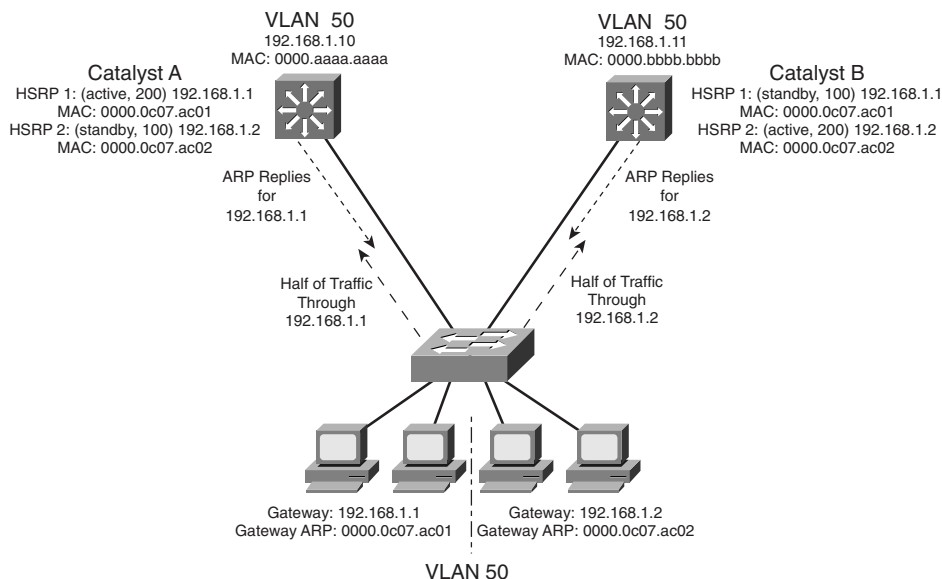 VLAN 50
192.168.1.10
MAC: 0000.aaaa.aaaa
VLAN 50
192.168.1.11
MAC: 0000.bbbb.bbbb
Catalyst A
HSRP 1: (active, 200) 192.168.1.1
MAC: 0000.0c07.ac01
HSRP 2: (standby, 100) 192.168.1.2
MAC: 0000.0c07.ac02
Catalyst B
HSRP 1: (standby, 100) 192.168.1.1
MAC: 0000.0c07.ac01
HSRP 2: (active, 200) 192.168.1.2
MAC: 0000.0c07.ac02
ARP Replies
for
192.168.1.1
ARP Replies
for
192.168.1.2
Half of Traffic
Through
192.168.1.1
Half of Traffic
Through
192.168.1.2
Gateway: 192.168.1.1
Gateway ARP: 0000.0c07.ac01
Gateway: 192.168.1.2
Gateway ARP: 0000.0c07.ac02
VLAN 50